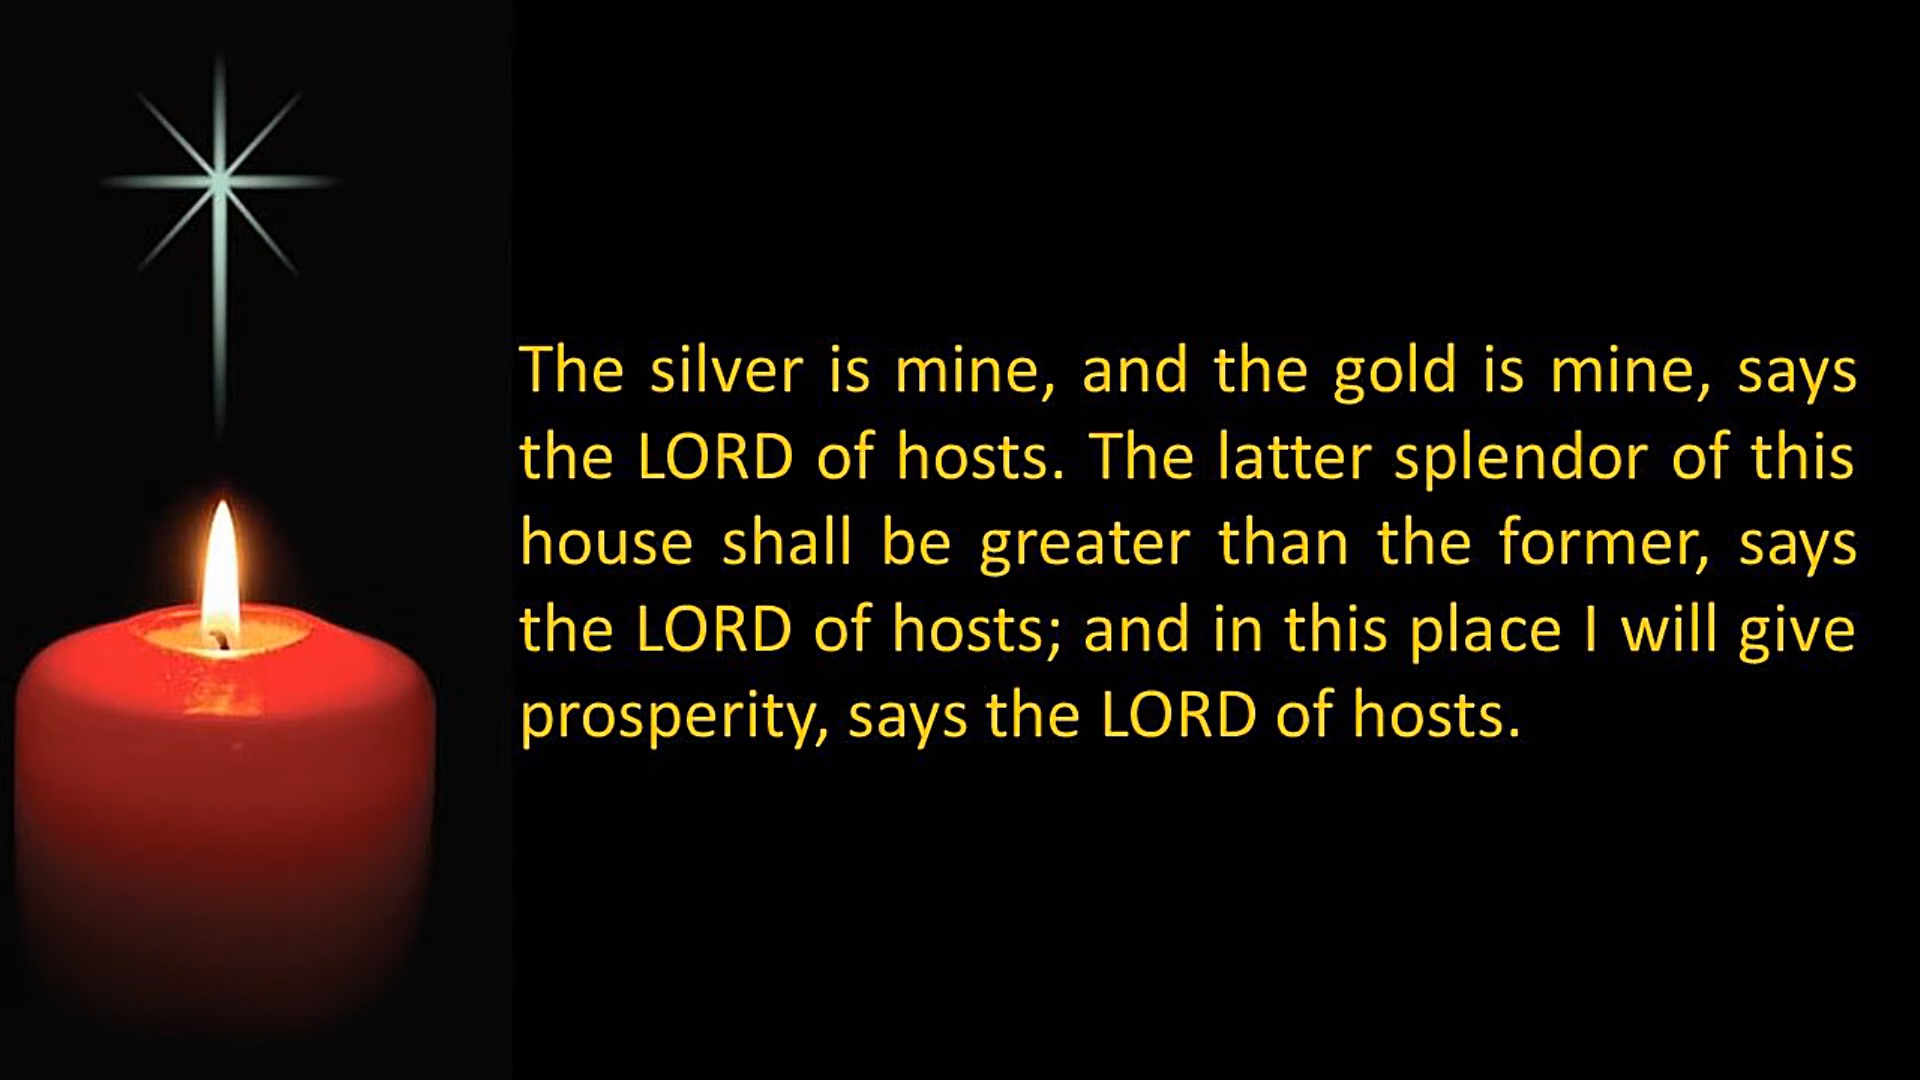 The silver is mine, and the gold is mine, says
the LORD of hosts. The latter splendor of this
house shall be greater than the former, says
the LORD of hosts; and in this place I will give
prosperity, says the LORD of hosts.